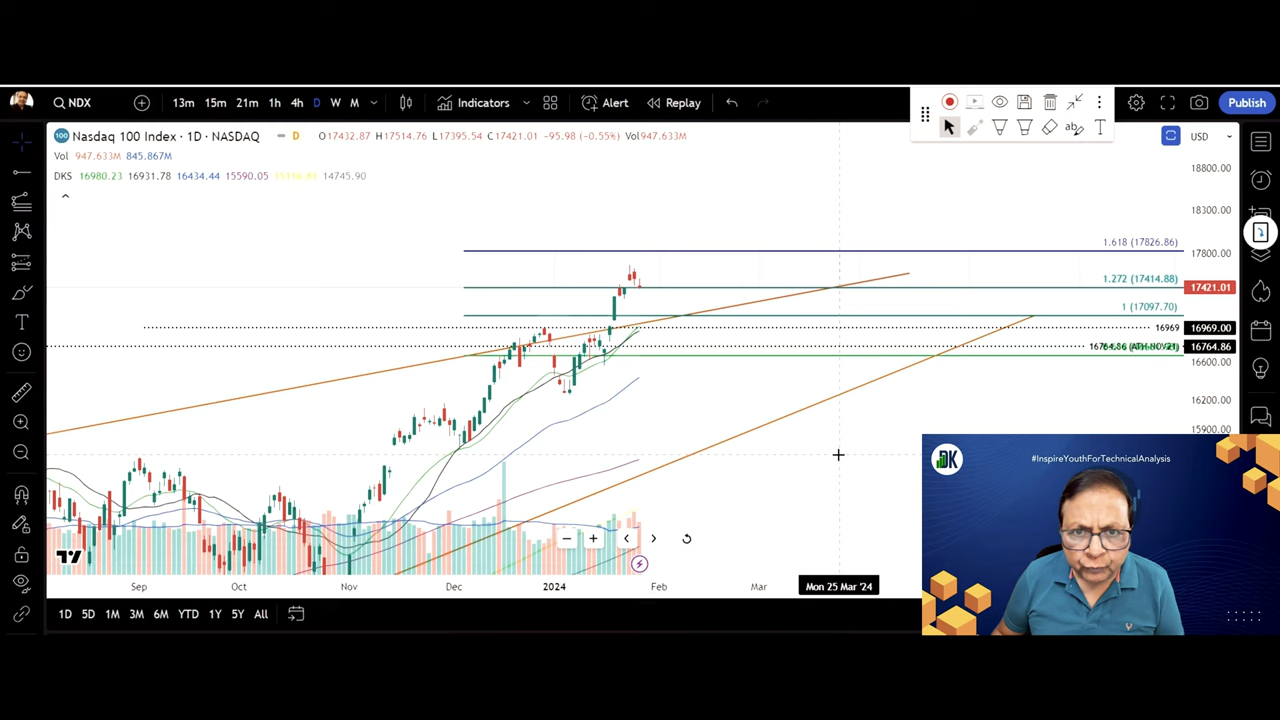 NDX
13m 15m 21m 1h 4h D W M
Indicators
Alert
Replay
Publish
Nasdaq 100 Index · 1D · NASDAQ D O17432.87 H17514.76 L17395.54 C17421.01 -95.98 (-0.55%) Vol947.633M
USD
Vol 947.633M 845.867M
DKS 16980.23 16931.78 16434.44 15590.05 14745.90
18800.00
18300.00
1.618 (17826.86)
17800.00
1.272 (17414.88)
17421.01
1 (17097.70)
16969 16969.00
16764.86 16764.86
16600.00
16200.00
15900.00
DK
#InspireYouthForTechnicalAnalysis
Sep Oct Nov Dec 2024 Feb Mar Mon 25 Mar '24
1D 5D 1M 3M 6M YTD 1Y 5Y All